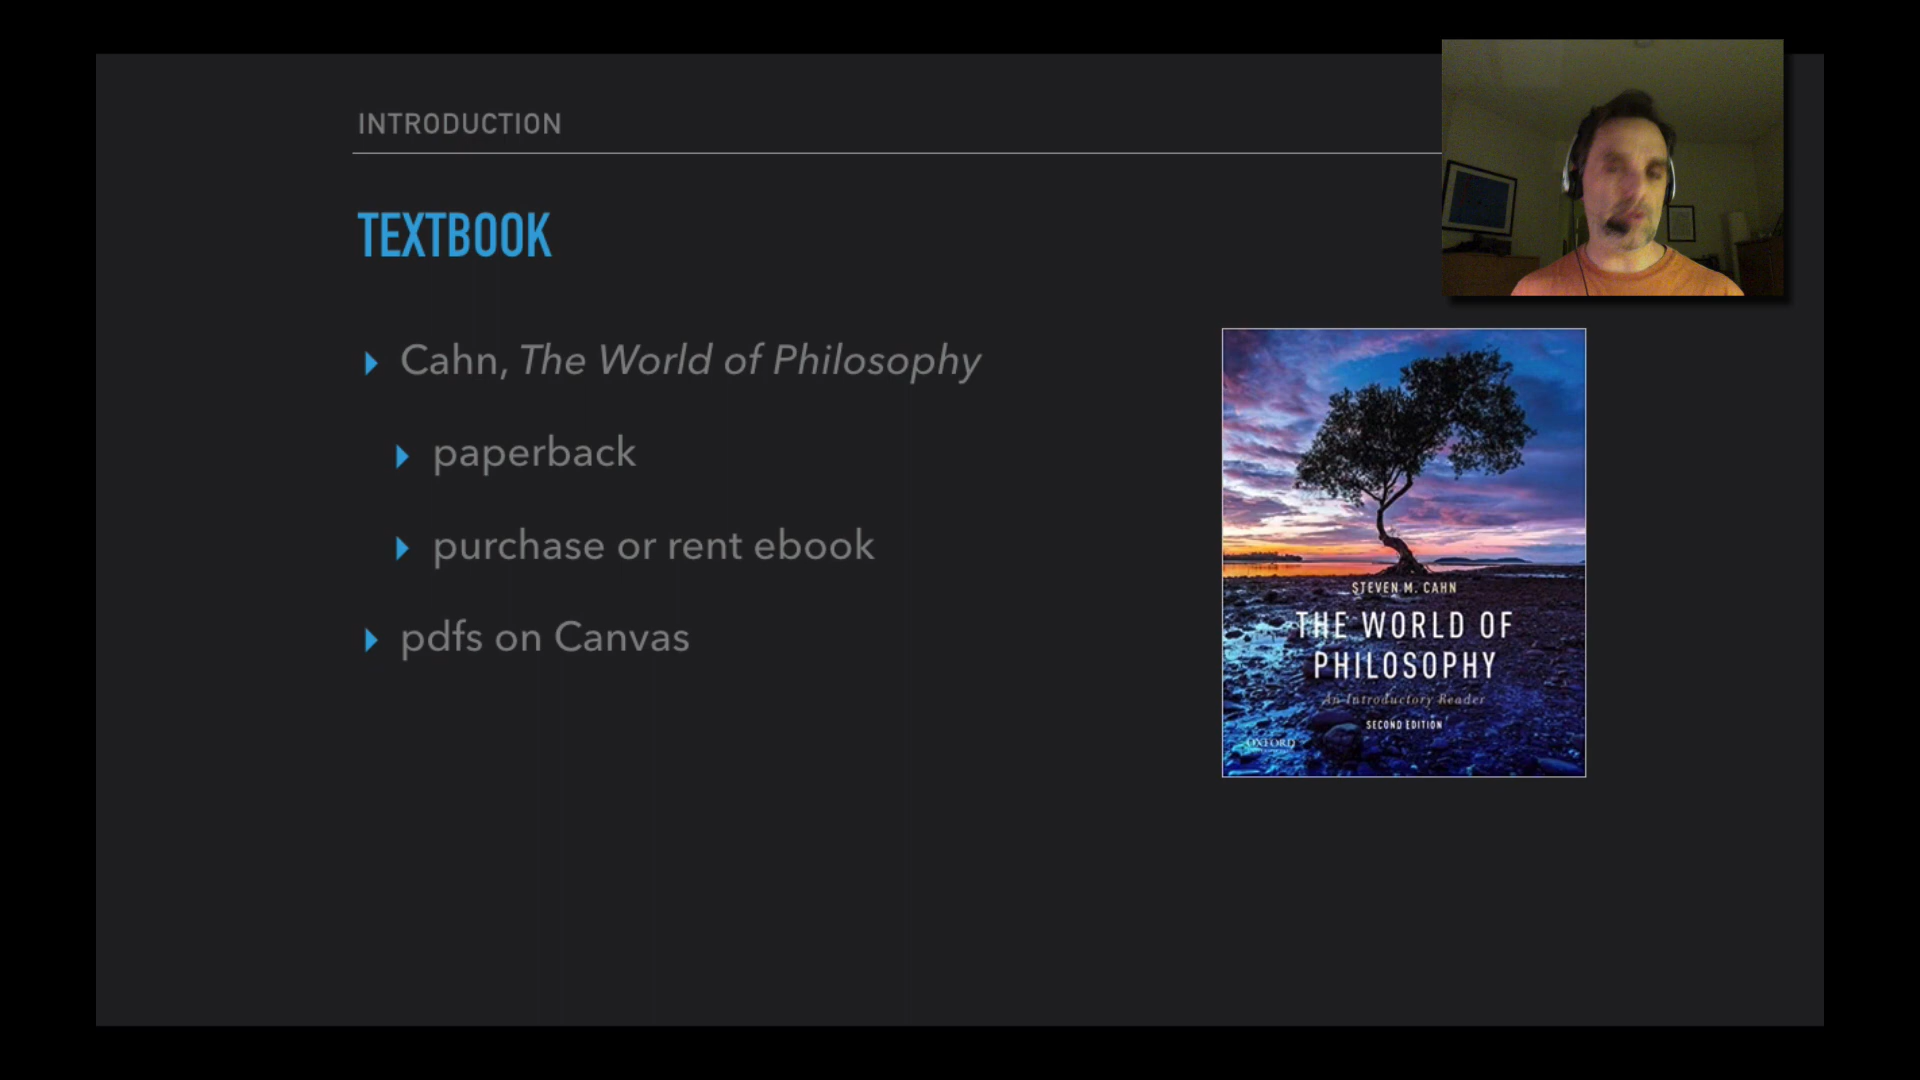 INTRODUCTION
TEXTBOOK
Cahn, The World of Philosophy
paperback
purchase or rent ebook
pdfs on Canvas
STEVEN M. CAHN
THE WORLD OF
PHILOSOPHY
An Introductory Reader
SECOND EDITION
OXFORD